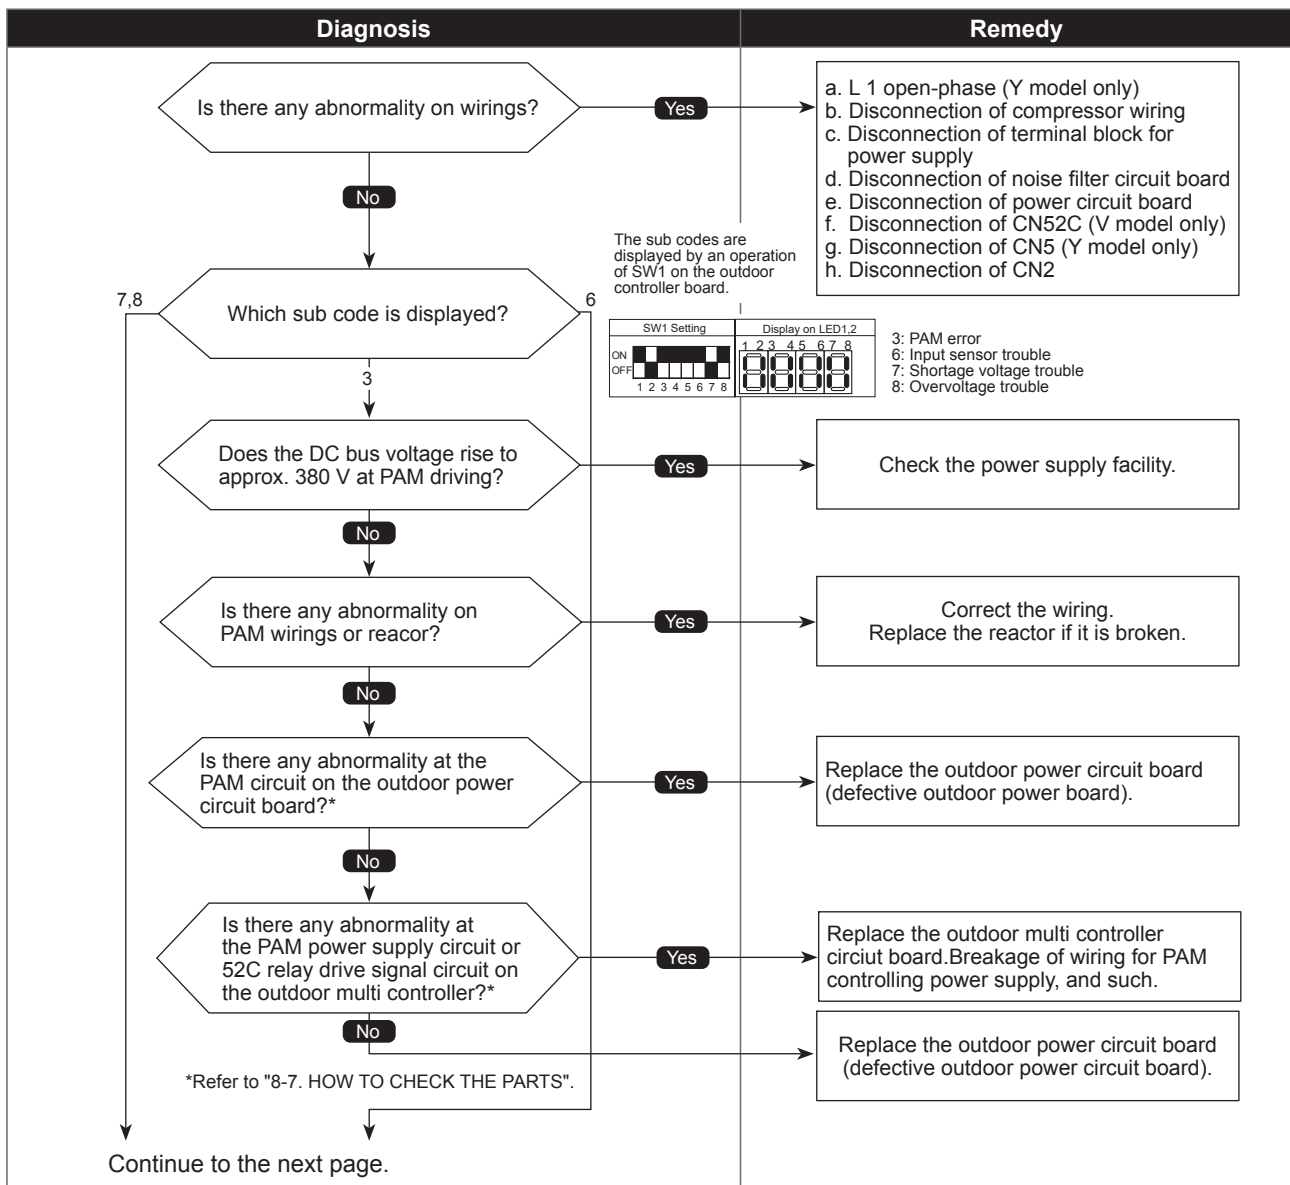 Diagnosis
Remedy
Is there any abnormality on wirings?
Yes
a. L 1 open-phase (Y model only)
b. Disconnection of compressor wiring
c. Disconnection of terminal block for
power supply
d. Disconnection of noise filter circuit board
e. Disconnection of power circuit board
f. Disconnection of CN52C (V model only)
g. Disconnection of CN5 (Y model only)
h. Disconnection of CN2
No
The sub codes are
displayed by an operation
of SW1 on the outdoor
controller board.
7,8
Which sub code is displayed?
6
SW1 Setting
Display on LED1,2
ON
OFF
1 2 3 4 5 6 7 8
1 2 3 4 5 6 7 8
3: PAM error
6: Input sensor trouble
7: Shortage voltage trouble
8: Overvoltage trouble
3
Does the DC bus voltage rise to
approx. 380 V at PAM driving?
Yes
Check the power supply facility.
No
Is there any abnormality on
PAM wirings or reacor?
Yes
Correct the wiring.
Replace the reactor if it is broken.
No
Is there any abnormality at the
PAM circuit on the outdoor power
circuit board?*
Yes
Replace the outdoor power circuit board
(defective outdoor power board).
No
Is there any abnormality at
the PAM power supply circuit or
52C relay drive signal circuit on
the outdoor multi controller?*
Yes
Replace the outdoor multi controller
circiut board.Breakage of wiring for PAM
controlling power supply, and such.
No
Replace the outdoor power circuit board
(defective outdoor power circuit board).
*Refer to "8-7. HOW TO CHECK THE PARTS".
Continue to the next page.